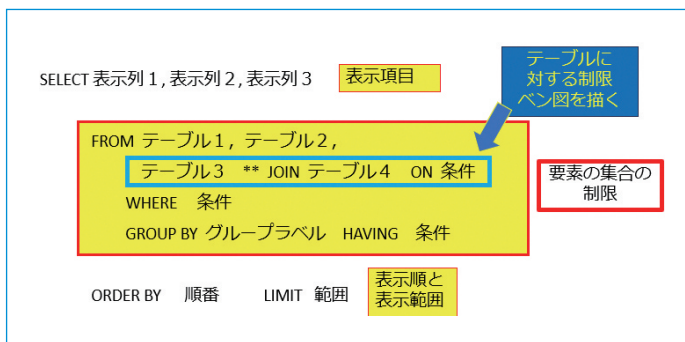 テーブルに
対する制限
ベン図を描く
SELECT 表示列1,表示列2,表示列3
表示項目
FROM テーブル1, テーブル2,
テーブル3 ** JOIN テーブル4 ON 条件
WHERE 条件
GROUP BY グループラベル HAVING 条件
要素の集合の
制限
ORDER BY 順番 LIMIT 範囲
表示順と
表示範囲